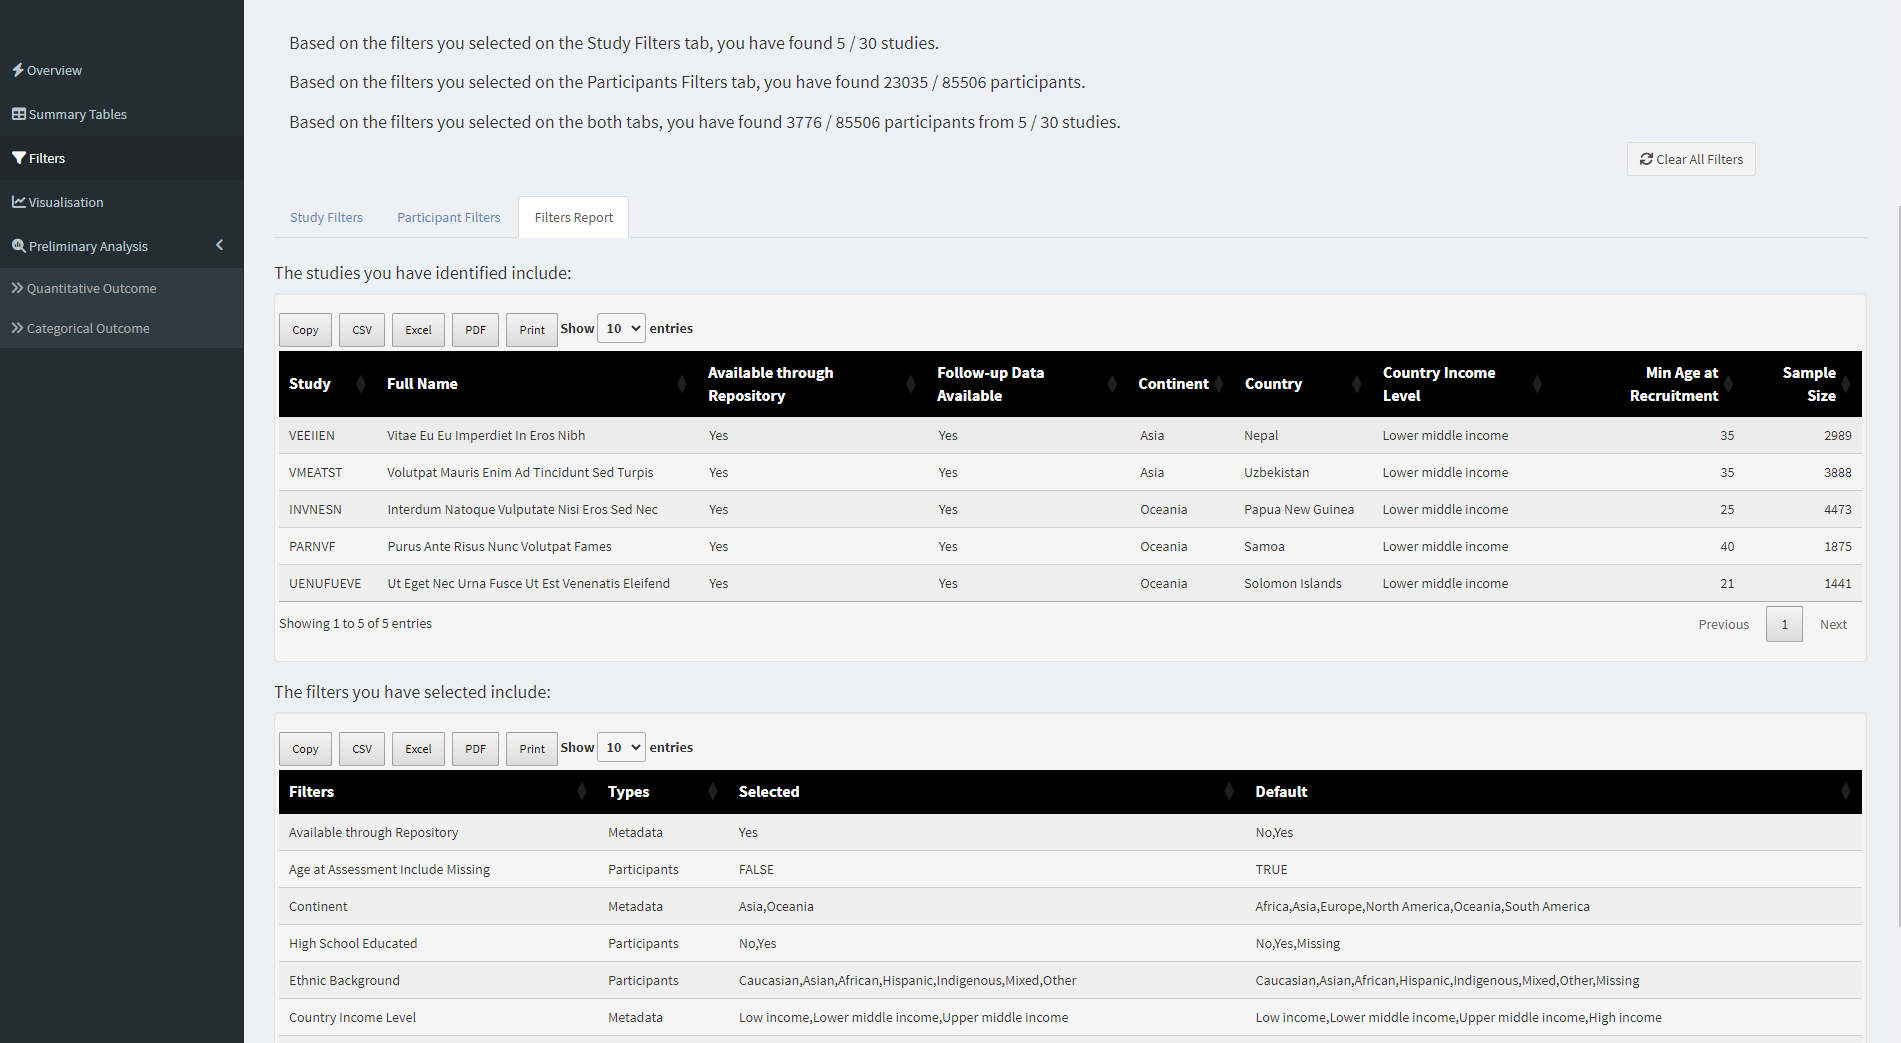 Overview
Summary Tables
Filters
Visualisation
Preliminary Analysis
Quantitative Outcome
Categorical Outcome
Based on the filters you selected on the Study Filters tab, you have found 5 / 30 studies.
Based on the filters you selected on the Participants Filters tab, you have found 23035 / 85506 participants.
Based on the filters you selected on the both tabs, you have found 3776 / 85506 participants from 5 / 30 studies.
Clear All Filters
Study Filters Participant Filters Filters Report
The studies you have identified include:
Copy CSV Excel PDF Print Show 10 entries
Study Full Name Available through Repository Follow-up Data Available Continent Country Country Income Level Min Age at Recruitment Sample Size
VEEIIEN Vitae Eu Eu Imperdiet In Eros Nibh Yes Yes Asia Nepal Lower middle income 35 2989
VMEATST Volutpat Mauris Enim Ad Tincidunt Sed Turpis Yes Yes Asia Uzbekistan Lower middle income 35 3888
INVNESN Interdum Natoque Vulputate Nisi Eros Sed Nec Yes Yes Oceania Papua New Guinea Lower middle income 25 4473
PARNVF Purus Ante Risus Nunc Volutpat Fames Yes Yes Oceania Samoa Lower middle income 40 1875
UENUFUEVE Ut Eget Nec Urna Fusce Ut Est Venenatis Eleifend Yes Yes Oceania Solomon Islands Lower middle income 21 1441
Showing 1 to 5 of 5 entries Previous 1 Next
The filters you have selected include:
Copy CSV Excel PDF Print Show 10 entries
Filters Types Selected Default
Available through Repository Metadata Yes No,Yes
Age at Assessment Include Missing Participants FALSE TRUE
Continent Metadata Asia,Oceania Africa,Asia,Europe,North America,Oceania,South America
High School Educated Participants No,Yes No,Yes,Missing
Ethnic Background Participants Caucasian,Asian,African,Hispanic,Indigenous,Mixed,Other Caucasian,Asian,African,Hispanic,Indigenous,Mixed,Other,Missing
Country Income Level Metadata Low income,Lower middle income,Upper middle income Low income,Lower middle income,Upper middle income,High income